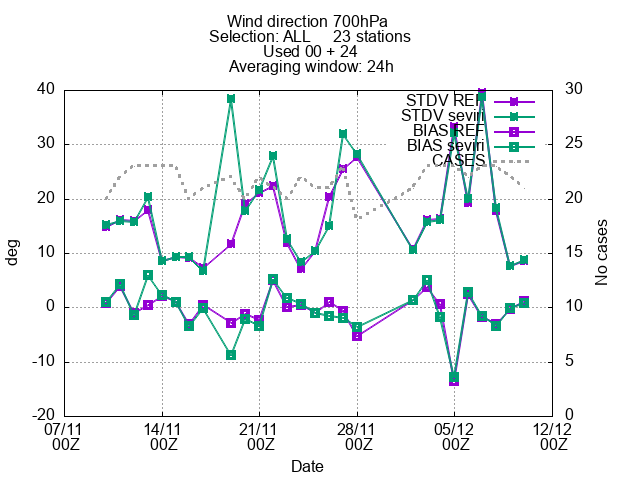 Wind direction 700hPa
Selection: ALL 23 stations
Used 00 + 24
Averaging window: 24h
40
30
20
10
0
-10
-20
deg
30
25
20
15
10
5
0
No cases
STDV REF
STDV seviri
BIAS REF
BIAS seviri
CASES
07/11 14/11 21/11 28/11 05/12 12/12
00Z 00Z 00Z 00Z 00Z 00Z
Date